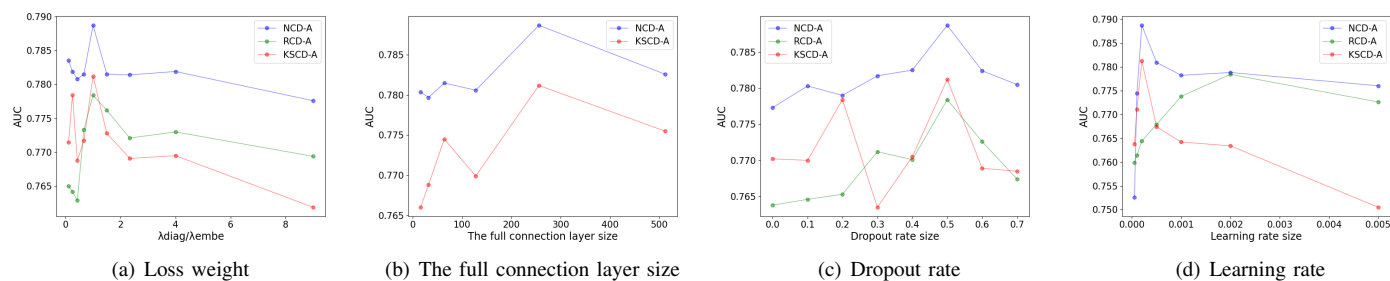 0.790
0.785
0.780
0.775
0.770
0.765
AUC
0 2 4 6 8
λdiag/λembe
NCD-A
RCD-A
KSCD-A
(a) Loss weight
0.785
0.780
0.775
0.770
0.765
AUC
0 100 200 300 400 500
The full connection layer size
NCD-A
KSCD-A
(b) The full connection layer size
0.785
0.780
0.775
0.770
0.765
AUC
0.0 0.1 0.2 0.3 0.4 0.5 0.6 0.7
Dropout rate size
NCD-A
RCD-A
KSCD-A
(c) Dropout rate
0.790
0.785
0.780
0.775
0.770
0.765
0.760
0.755
0.750
AUC
0.000 0.001 0.002 0.003 0.004 0.005
Learning rate size
NCD-A
RCD-A
KSCD-A
(d) Learning rate